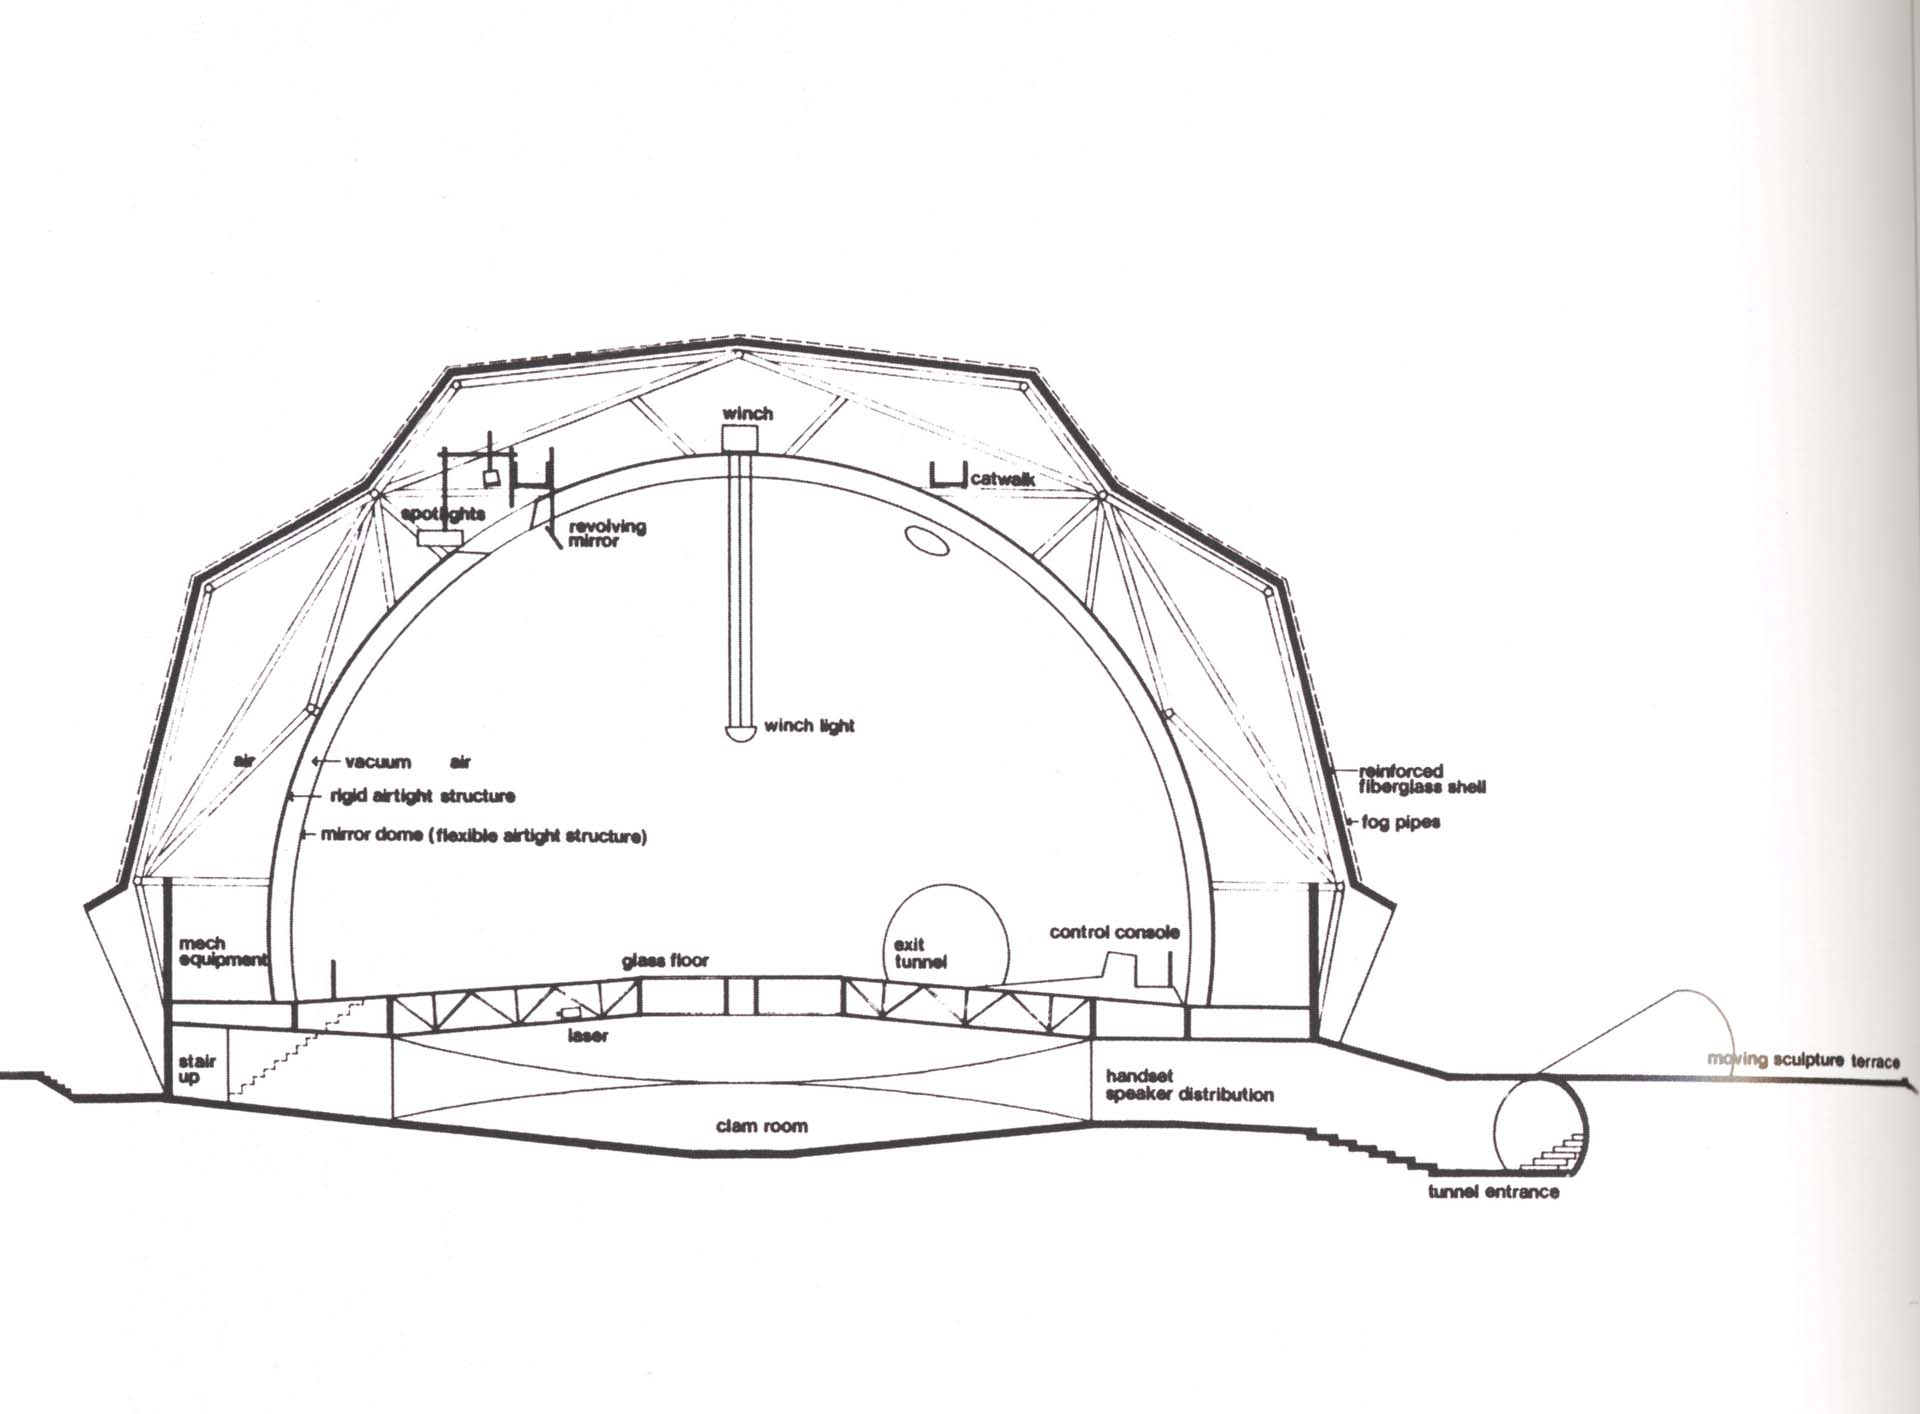 winch
catwalk
spotlights
revolving
mirror
winch light
air
vacuum
air
rigid airtight structure
mirror dome (flexible airtight structure)
reinforced
fiberglass shell
fog pipes
mech
equipment
glass floor
exit
tunnel
control console
laser
stair
up
handset
speaker distribution
clam room
moving sculpture terrace
tunnel entrance